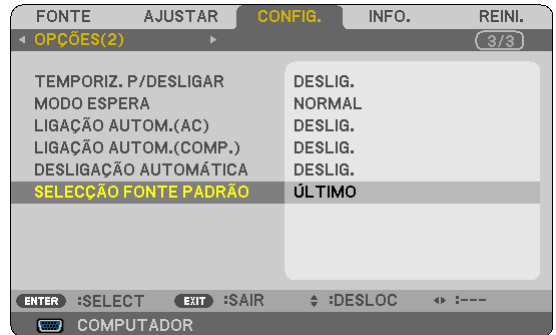 FONTE AJUSTAR CONFIG. INFO. REINI.
OPÇÕES(2) 3/3
TEMPORIZ. P/DESLIGAR DESLIG.
MODO ESPERA NORMAL
LIGAÇÃO AUTOM.(AC) DESLIG.
LIGAÇÃO AUTOM.(COMP.) DESLIG.
DESLIGAÇÃO AUTOMÁTICA DESLIG.
SELECÇÃO FONTE PADRÃO ÚLTIMO
ENTER :SELECT EXIT :SAIR :DESLOC :---
COMPUTADOR